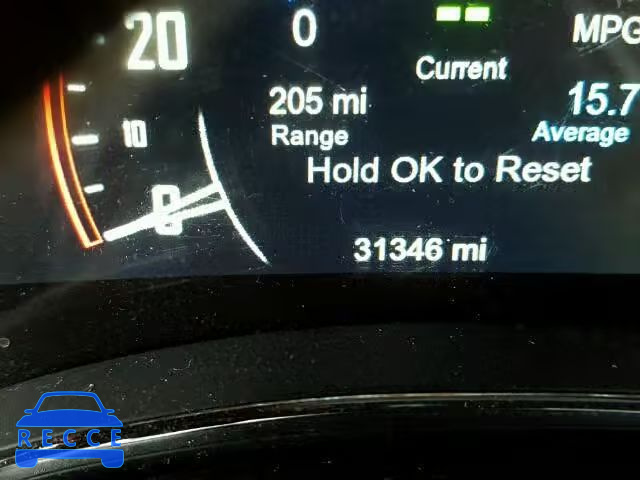 20
0
MPG
Current
205 mi
15.7
10
Range
Average
Hold OK to Reset
0
31346 mi
RECCE